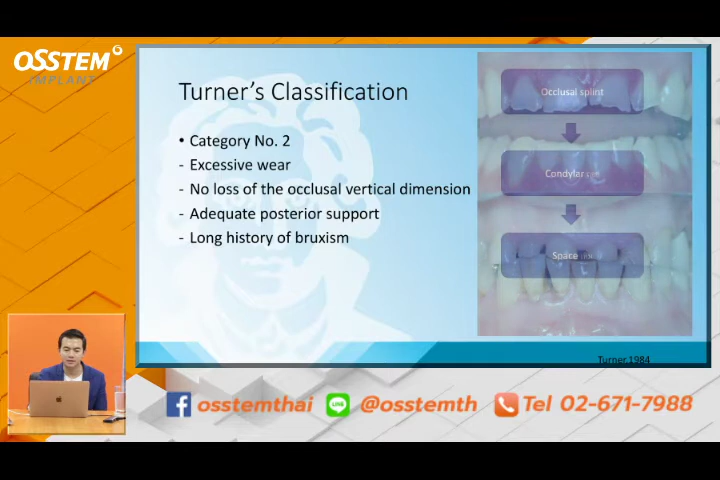 OSSTEM
IMPLANT
Turner's Classification
• Category No. 2
- Excessive wear
- No loss of the occlusal vertical dimension
- Adequate posterior support
- Long history of bruxism
Occlusal splint
Condylar
Space
Turner.1984
osstemthai
LINE
@osstemth
Tel 02-671-7988